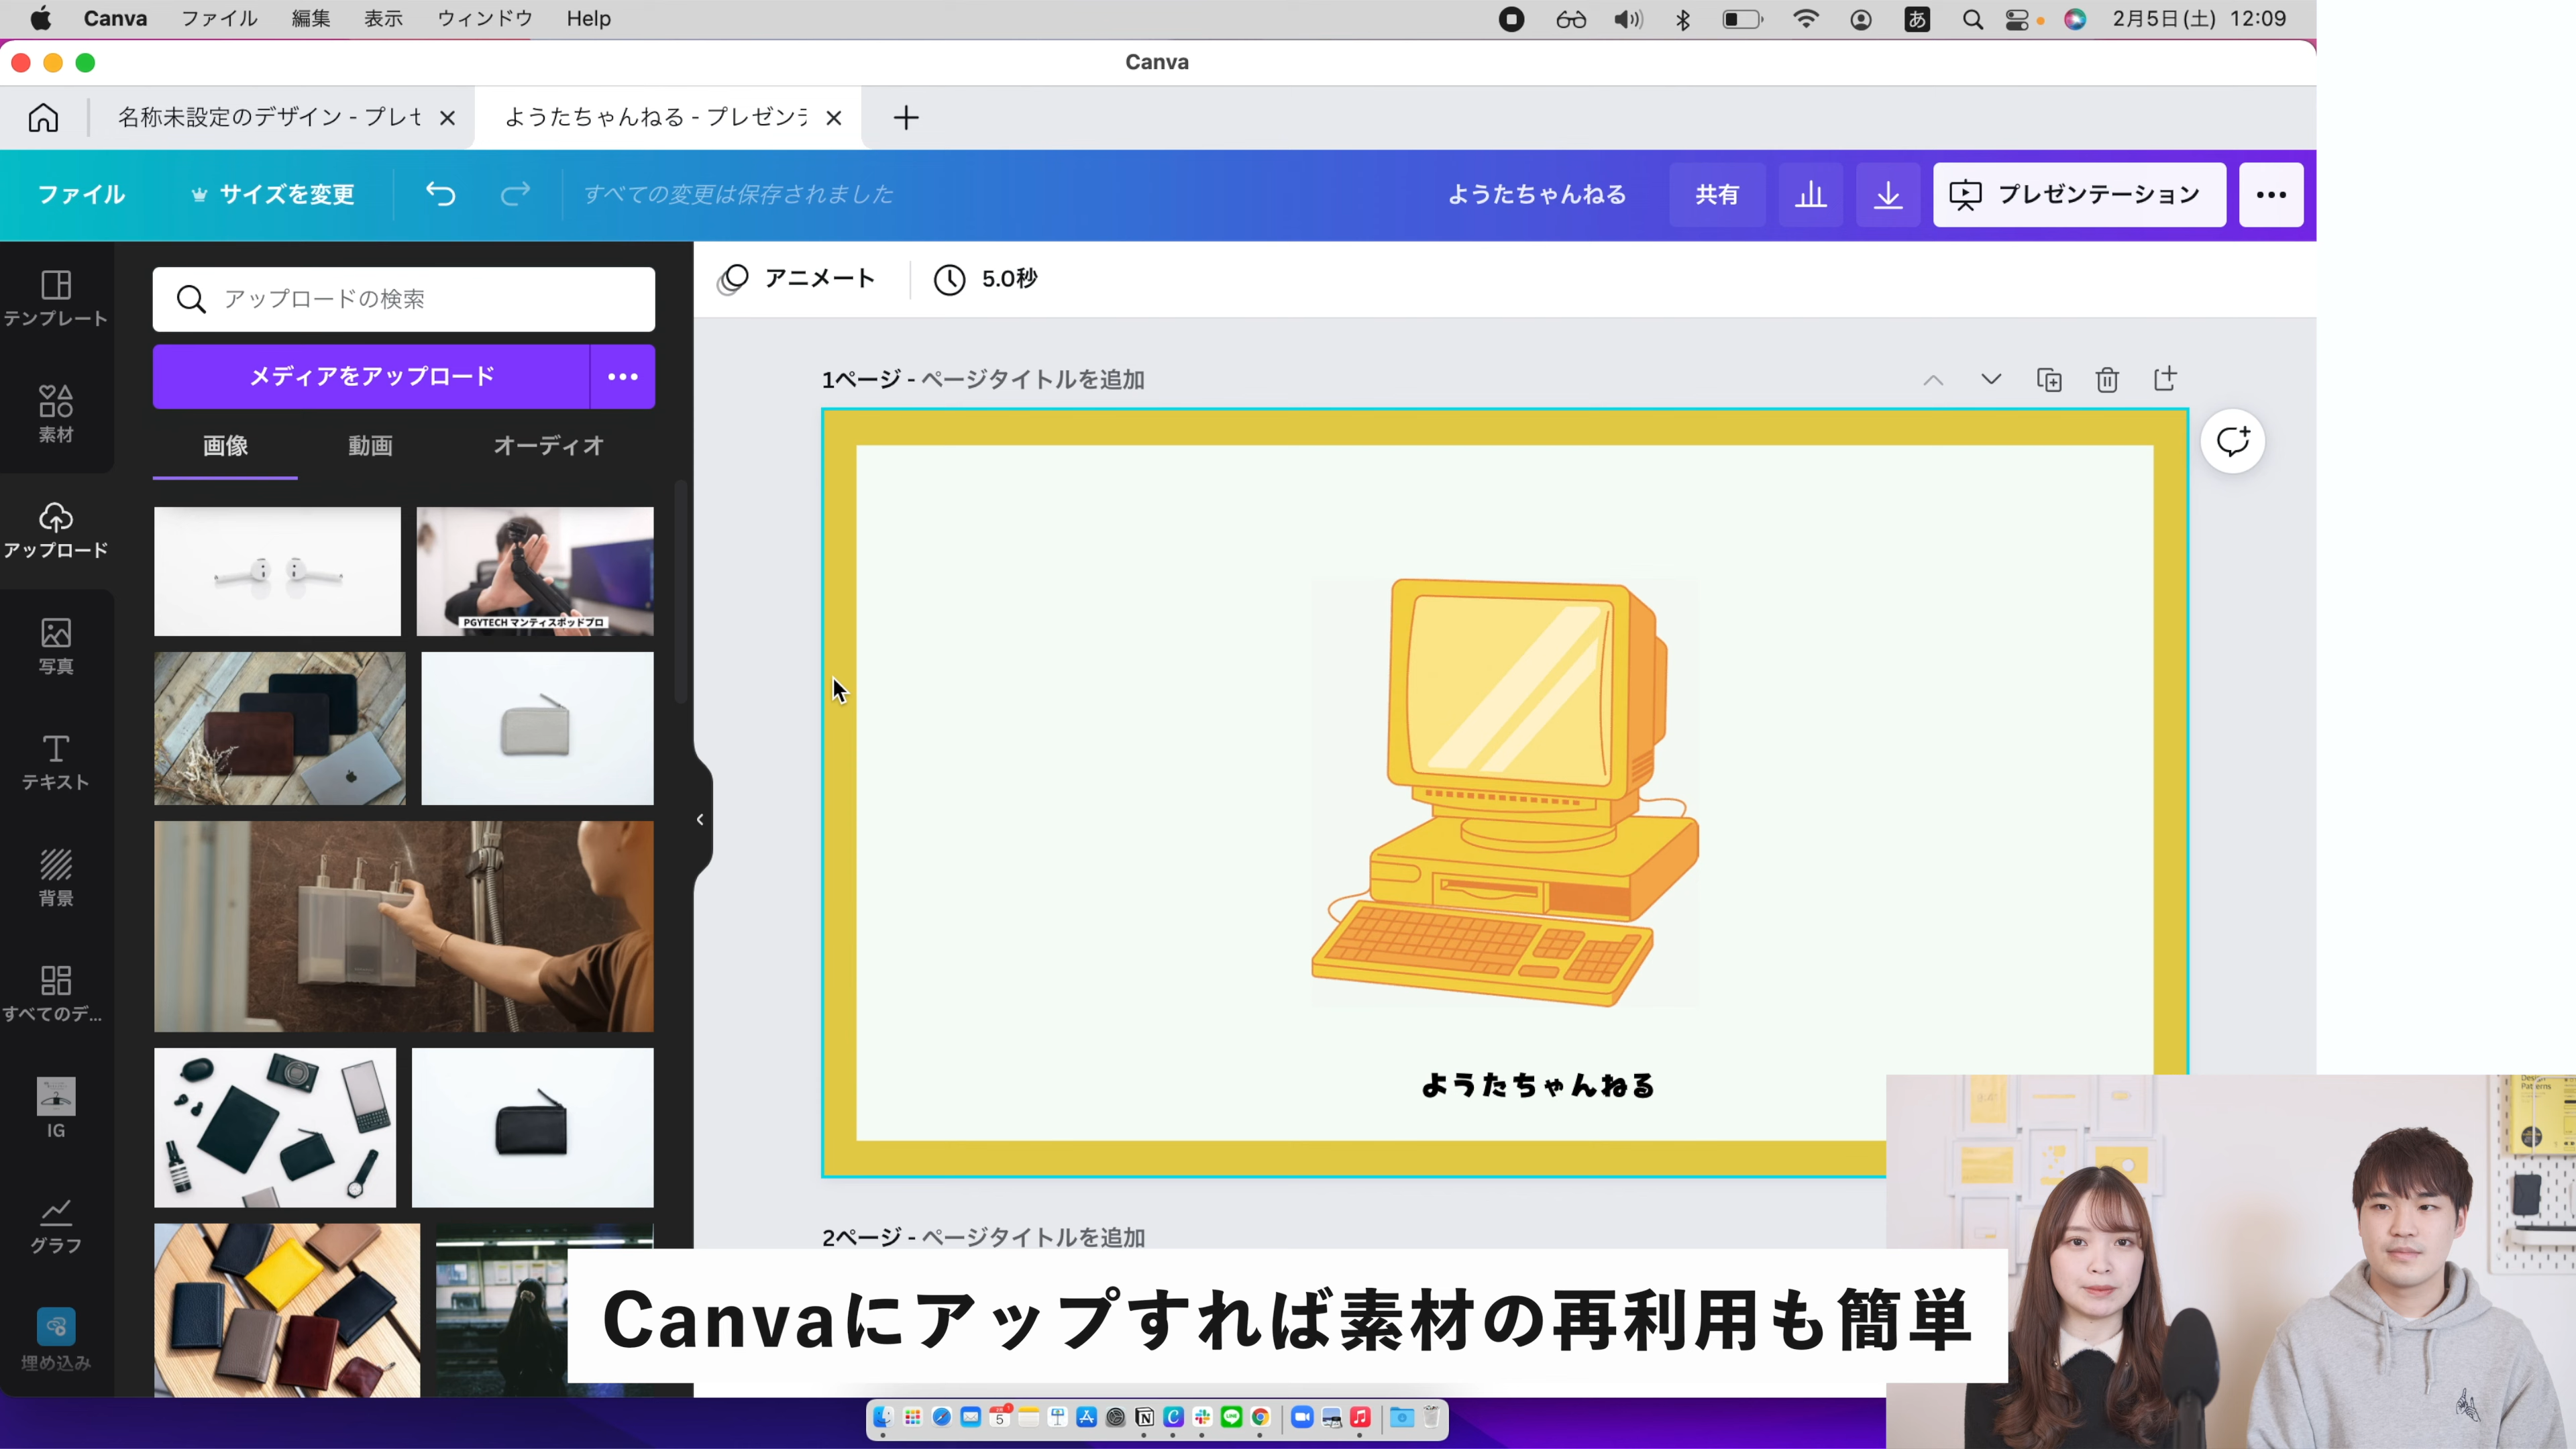 Canva ファイル 編集 表示 ウィンドウ Help あ 2月5日(土) 12:09
Canva
名称未設定のデザイン - プレゼ ようたちゃんねる - プレゼンテ
ファイル サイズを変更 すべての変更は保存されました ようたちゃんねる 共有 プレゼンテーション
アップロードの検索
アニメート 5.0秒
メディアをアップロード
画像 動画 オーディオ
テンプレート
素材
アップロード
写真
テキスト
背景
すべてのデ...
IG
グラフ
埋め込み
PGYTECH マンティスポッドプロ
1ページ - ページタイトルを追加
ようたちゃんねる
2ページ - ページタイトルを追加
Canvaにアップすれば素材の再利用も簡単
5
Design
Patterns